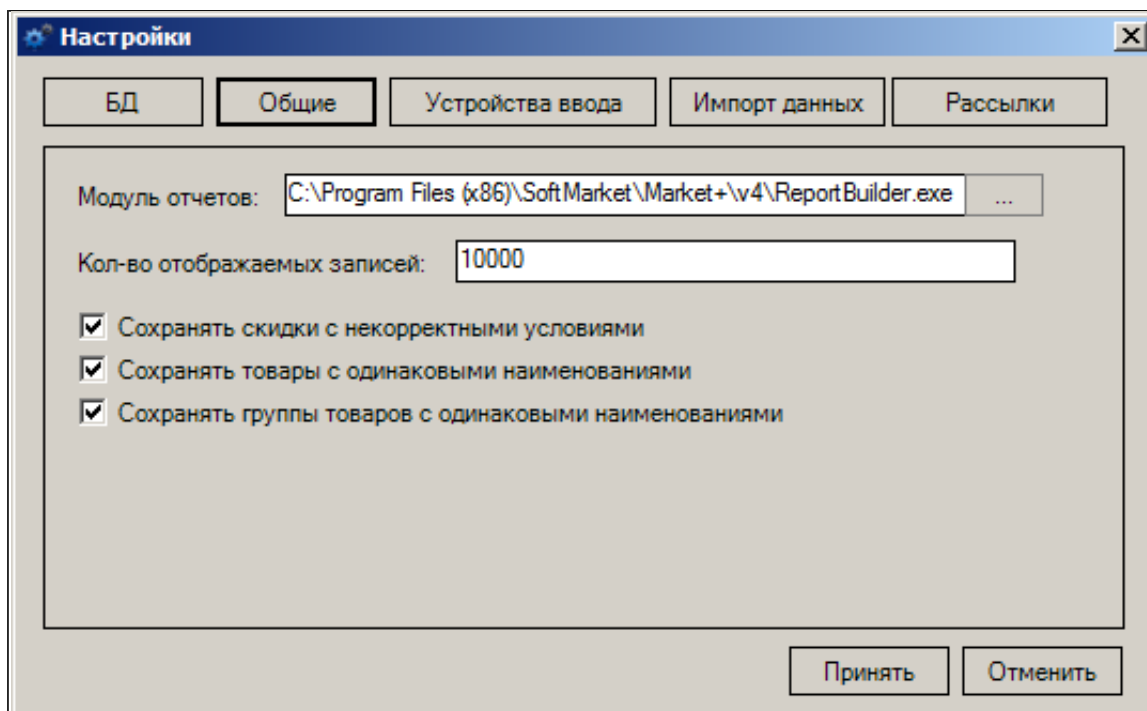 Настройки
БД Общие Устройства ввода Импорт данных Рассылки
Модуль отчетов: C:\Program Files (x86)\SoftMarket\Market+\v4\ReportBuilder.exe ...
Кол-во отображаемых записей: 10000
Сохранять скидки с некорректными условиями
Сохранять товары с одинаковыми наименованиями
Сохранять группы товаров с одинаковыми наименованиями
Принять Отменить